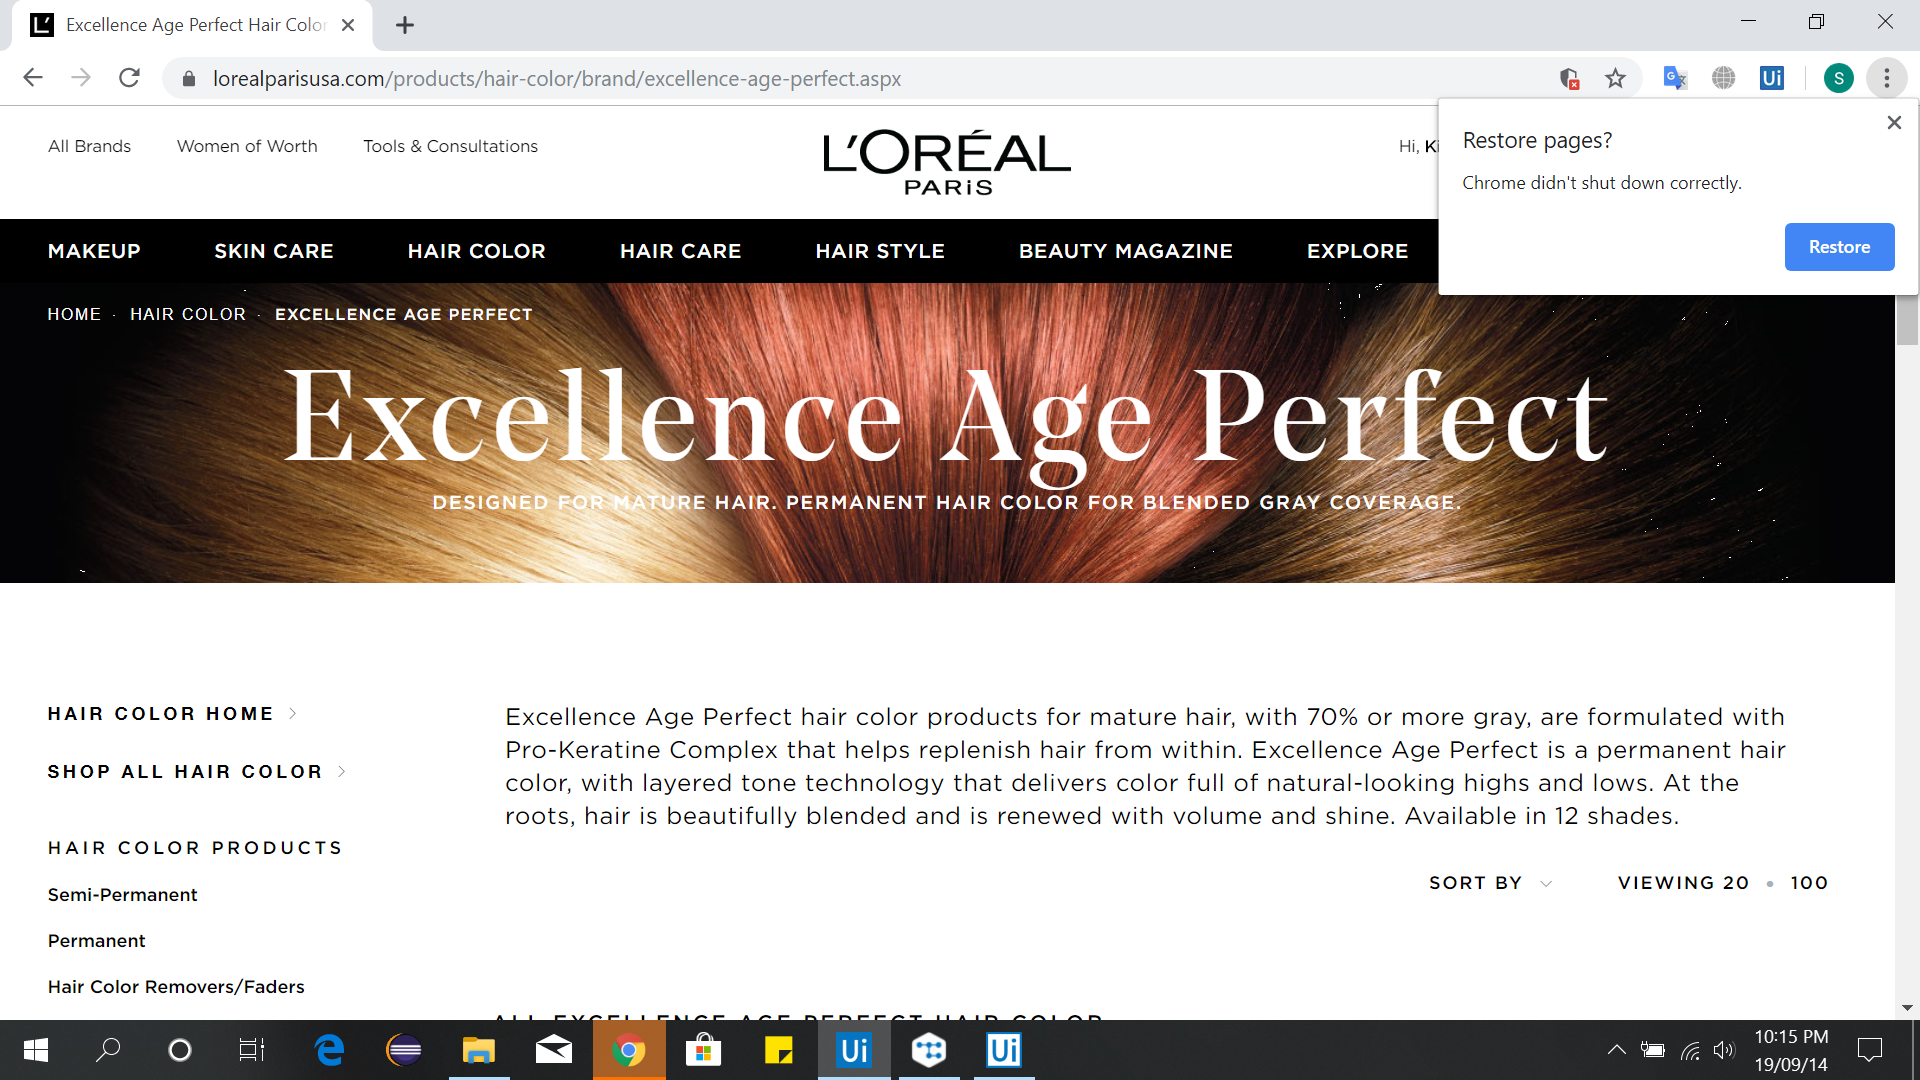 Excellence Age Perfect Hair Color
lorealparisusa.com/products/hair-color/brand/excellence-age-perfect.aspx
Ui
S
All Brands
Women of Worth
Tools & Consultations
L'ORÉAL
PARiS
Hi, Ki
Restore pages?
Chrome didn't shut down correctly.
Restore
MAKEUP
SKIN CARE
HAIR COLOR
HAIR CARE
HAIR STYLE
BEAUTY MAGAZINE
EXPLORE
HOME · HAIR COLOR · EXCELLENCE AGE PERFECT
Excellence Age Perfect
DESIGNED FOR MATURE HAIR. PERMANENT HAIR COLOR FOR BLENDED GRAY COVERAGE.
HAIR COLOR HOME
SHOP ALL HAIR COLOR
HAIR COLOR PRODUCTS
Semi-Permanent
Permanent
Hair Color Removers/Faders
Excellence Age Perfect hair color products for mature hair, with 70% or more gray, are formulated with
Pro-Keratine Complex that helps replenish hair from within. Excellence Age Perfect is a permanent hair
color, with layered tone technology that delivers color full of natural-looking highs and lows. At the
roots, hair is beautifully blended and is renewed with volume and shine. Available in 12 shades.
SORT BY
VIEWING 20 • 100
ALL EXCELLENCE AGE PERFECT HAIR COLOR
Ui
Ui
10:15 PM
19/09/14